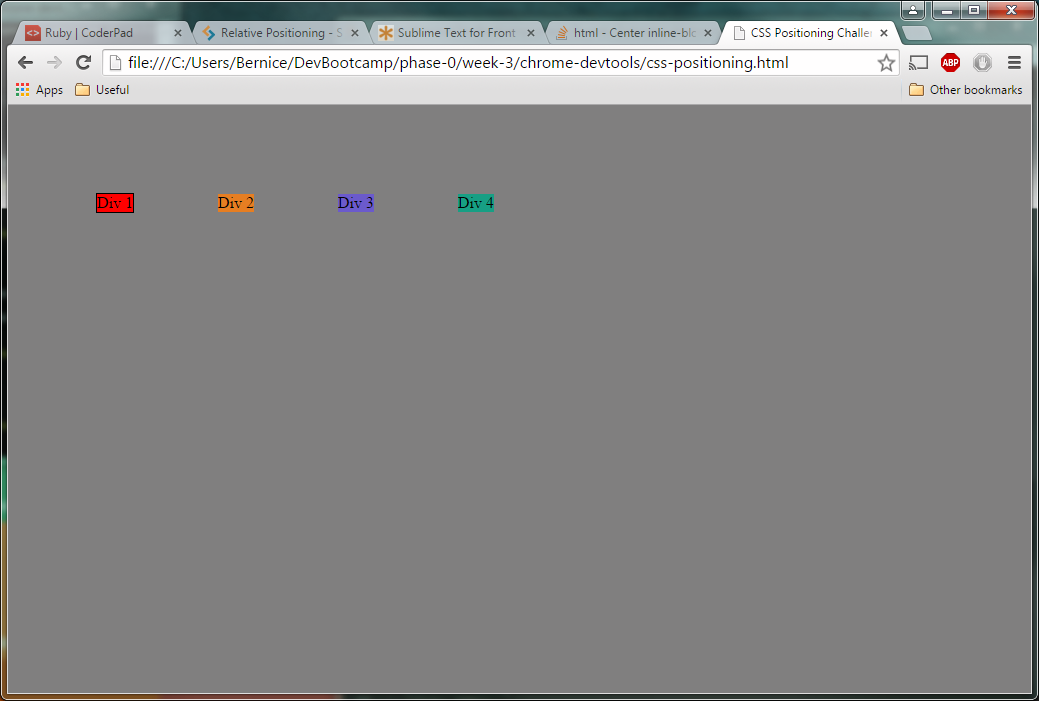 Ruby | CoderPad
Relative Positioning - S
Sublime Text for Front
html - Center inline-blo
CSS Positioning Challen
file:///C:/Users/Bernice/DevBootcamp/phase-0/week-3/chrome-devtools/css-positioning.html
ABP
Apps
Useful
Other bookmarks
Div 1
Div 2
Div 3
Div 4